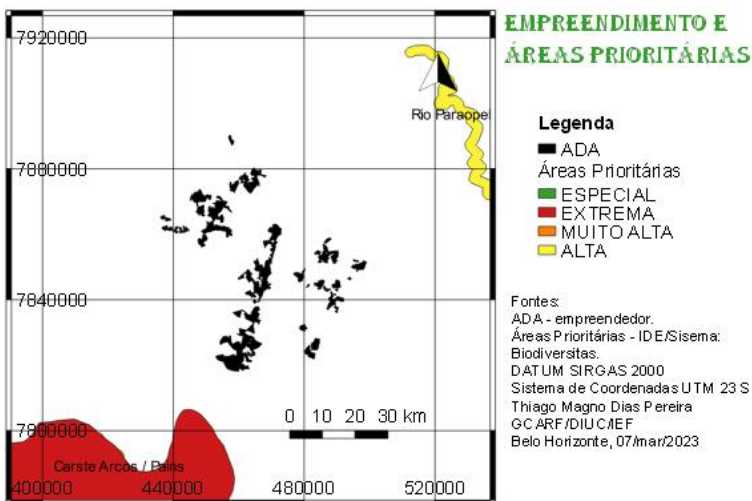 EMPREENDIMENTO E
ÁREAS PRIORITÁRIAS
7920000
7880000
7840000
7800000
Rio Paraopel
Carste Arcos / Pains
0 10 20 30 km
400000 440000 480000 520000
Legenda
ADA
Áreas Prioritárias
ESPECIAL
EXTREMA
MUITO ALTA
ALTA
Fontes:
ADA - empreendedor.
Áreas Prioritárias - IDE/Sisema:
Biodiversitas.
DATUM SIRGAS 2000
Sistema de Coordenadas UTM 23 S
Thiago Magno Dias Pereira
GCARF/DIUC/IEF
Belo Horizonte, 07/mar/2023